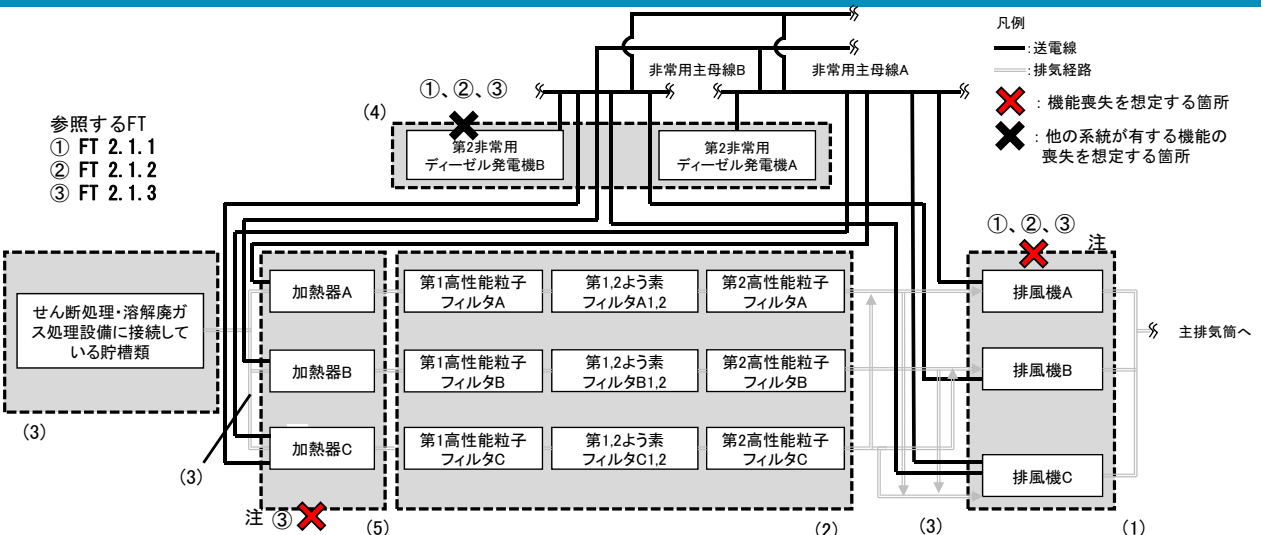 凡例
:送電線
:排気経路
: 機能喪失を想定する箇所
: 他の系統が有する機能の
喪失を想定する箇所
非常用主母線B
非常用主母線A
①、②、③
(4)
第2非常用
ディーゼル発電機B
第2非常用
ディーゼル発電機A
参照するFT
① FT 2.1.1
② FT 2.1.2
③ FT 2.1.3
①、②、③
注
せん断処理・溶解廃ガ
ス処理設備に接続して
いる貯槽類
(3)
(3)
加熱器A
加熱器B
加熱器C
注 ③
(5)
第1高性能粒子
フィルタA
第1,2よう素
フィルタA1,2
第2高性能粒子
フィルタA
第1高性能粒子
フィルタB
第1,2よう素
フィルタB1,2
第2高性能粒子
フィルタB
第1高性能粒子
フィルタC
第1,2よう素
フィルタC1,2
第2高性能粒子
フィルタC
(2)
(3)
排風機A
排風機B
排風機C
(1)
主排気筒へ